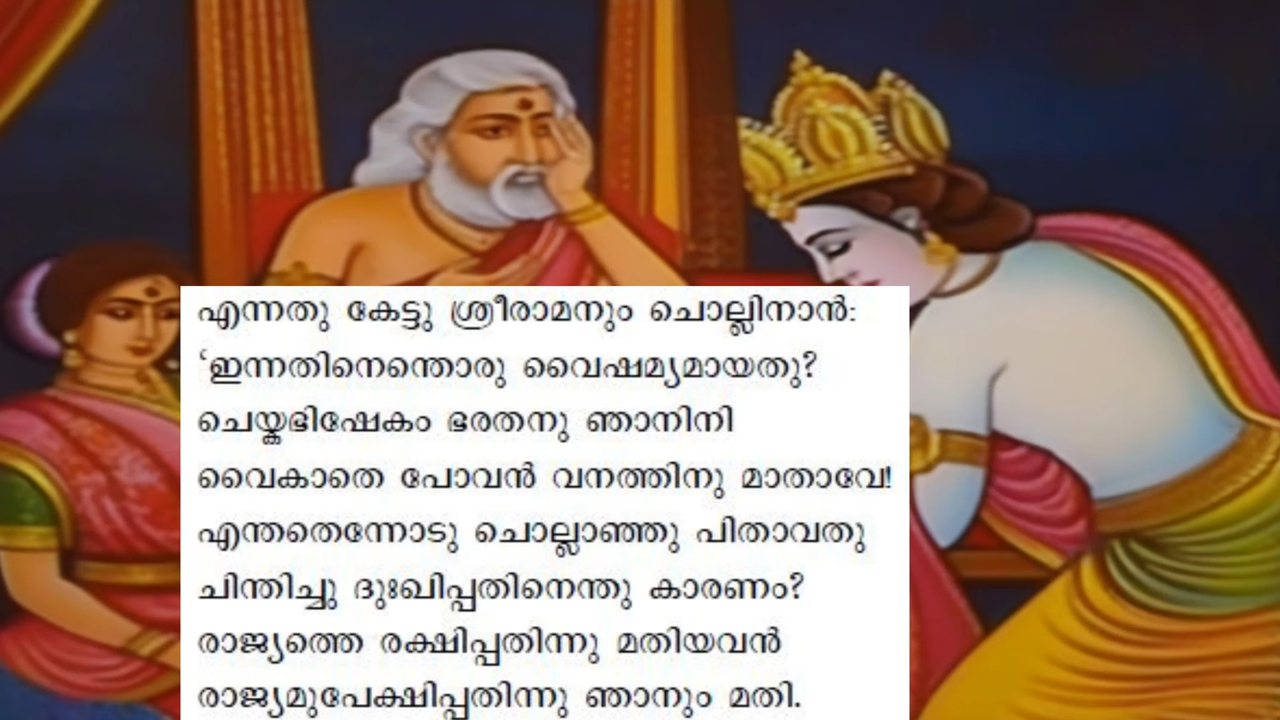 എന്നതു കേട്ടു ശ്രീരാമനും ചൊല്ലിനാൻ:
‘ഇന്നതിനെന്തൊരു വൈഷമ്യമായതു?
ചെയ്കഭിഷേകം ഭരതനു ഞാനിനി
വൈകാതെ പോവൻ വനത്തിനു മാതാവേ!
എന്തതെന്നോടു ചൊല്ലാഞ്ഞു പിതാവതു
ചിന്തിച്ചു ദുഃഖിപ്പതിനെന്തു കാരണം?
രാജ്യത്തെ രക്ഷിപ്പതിന്നു മതിയവൻ
രാജ്യമുപേക്ഷിപ്പതിന്നു ഞാനും മതി.